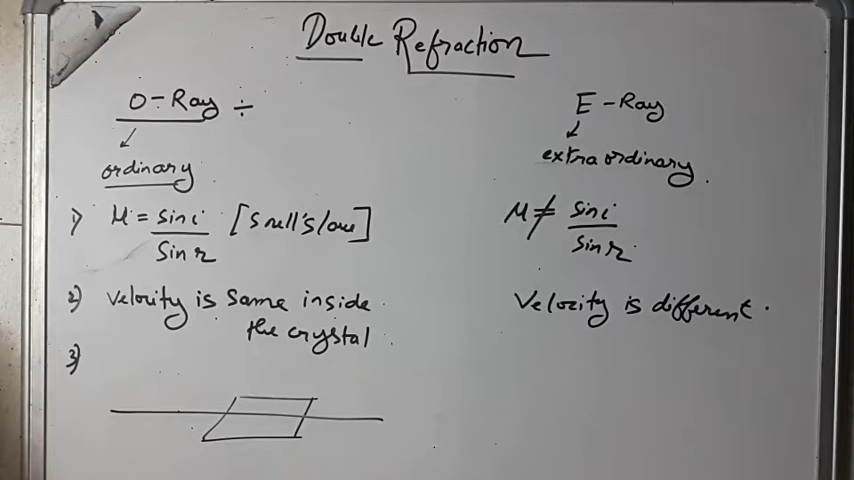 Double Refraction
O-Ray ÷
ordinary
1) μ = sin i / sin r [Snell's law]
2) Velocity is same inside
the crystal
3)
E-Ray
extraordinary.
μ ≠ sin i / sin r
Velocity is different.